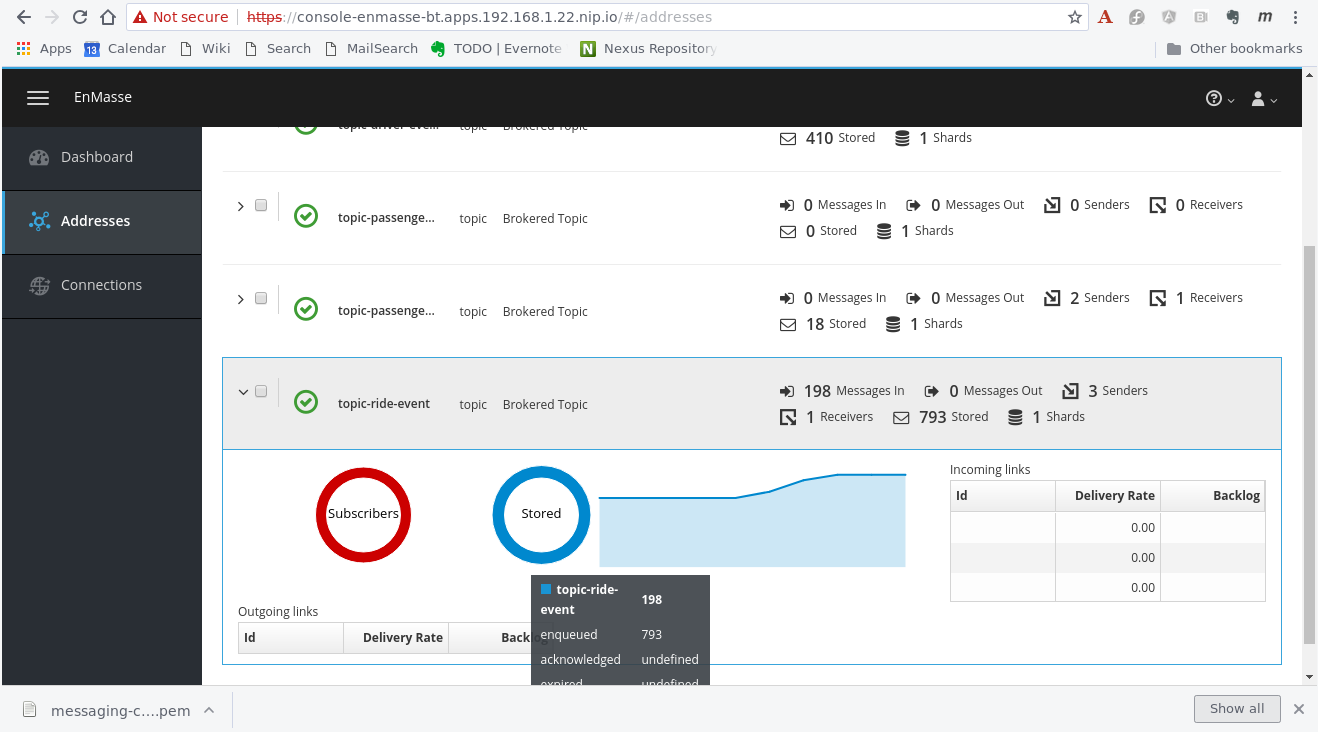 Not secure https://console-enmasse-bt.apps.192.168.1.22.nip.io/#/addresses
Apps 13 Calendar Wiki Search MailSearch TODO | Evernote N Nexus Repository Other bookmarks
EnMasse
Dashboard
Addresses
Connections
topic-driver-eve... topic Brokered Topic
410 Stored 1 Shards
topic-passenge... topic Brokered Topic 0 Messages In 0 Messages Out 0 Senders 0 Receivers
0 Stored 1 Shards
topic-passenge... topic Brokered Topic 0 Messages In 0 Messages Out 2 Senders 1 Receivers
18 Stored 1 Shards
topic-ride-event topic Brokered Topic 198 Messages In 0 Messages Out 3 Senders
1 Receivers 793 Stored 1 Shards
Subscribers
Stored
Incoming links
Id Delivery Rate Backlog
0.00
0.00
0.00
Outgoing links
Id Delivery Rate Backlog
topic-ride-event 198
enqueued 793
acknowledged undefined
expired undefined
messaging-c....pem
Show all